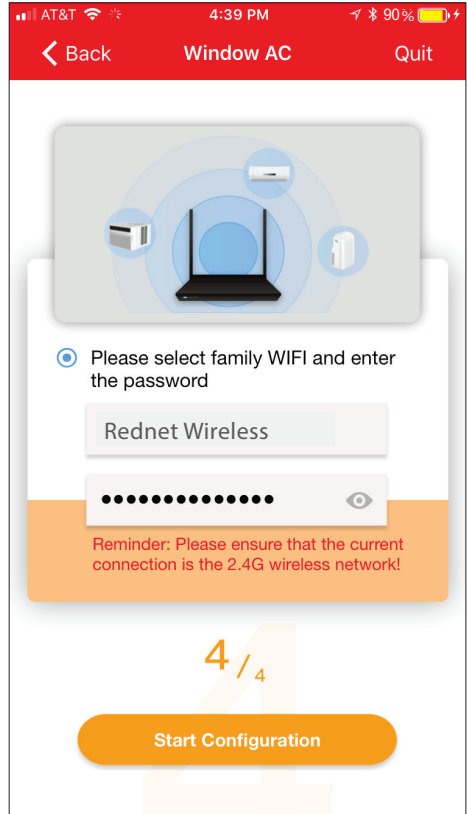 AT&T 4:39 PM 90%
Back Window AC Quit
Please select family WIFI and enter
the password
Rednet Wireless
••••••••••••••
Reminder: Please ensure that the current
connection is the 2.4G wireless network!
4/4
Start Configuration
4